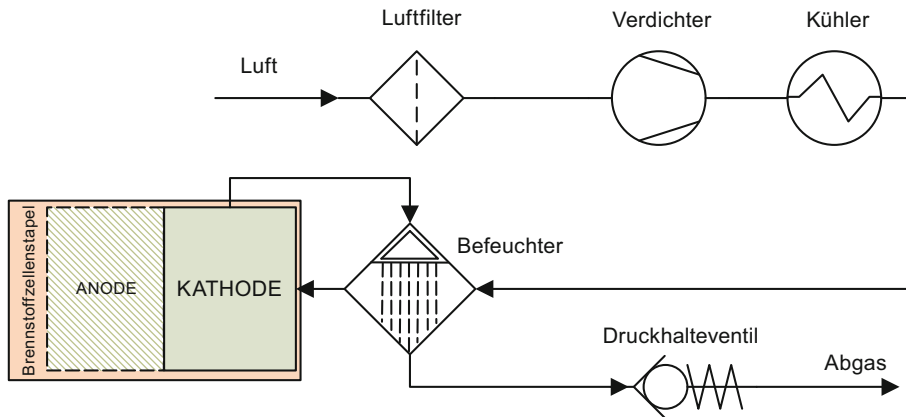 Luftfilter
Verdichter
Kühler
Luft
Brennstoffzellenstapel
ANODE
KATHODE
Befeuchter
Druckhalteventil
Abgas